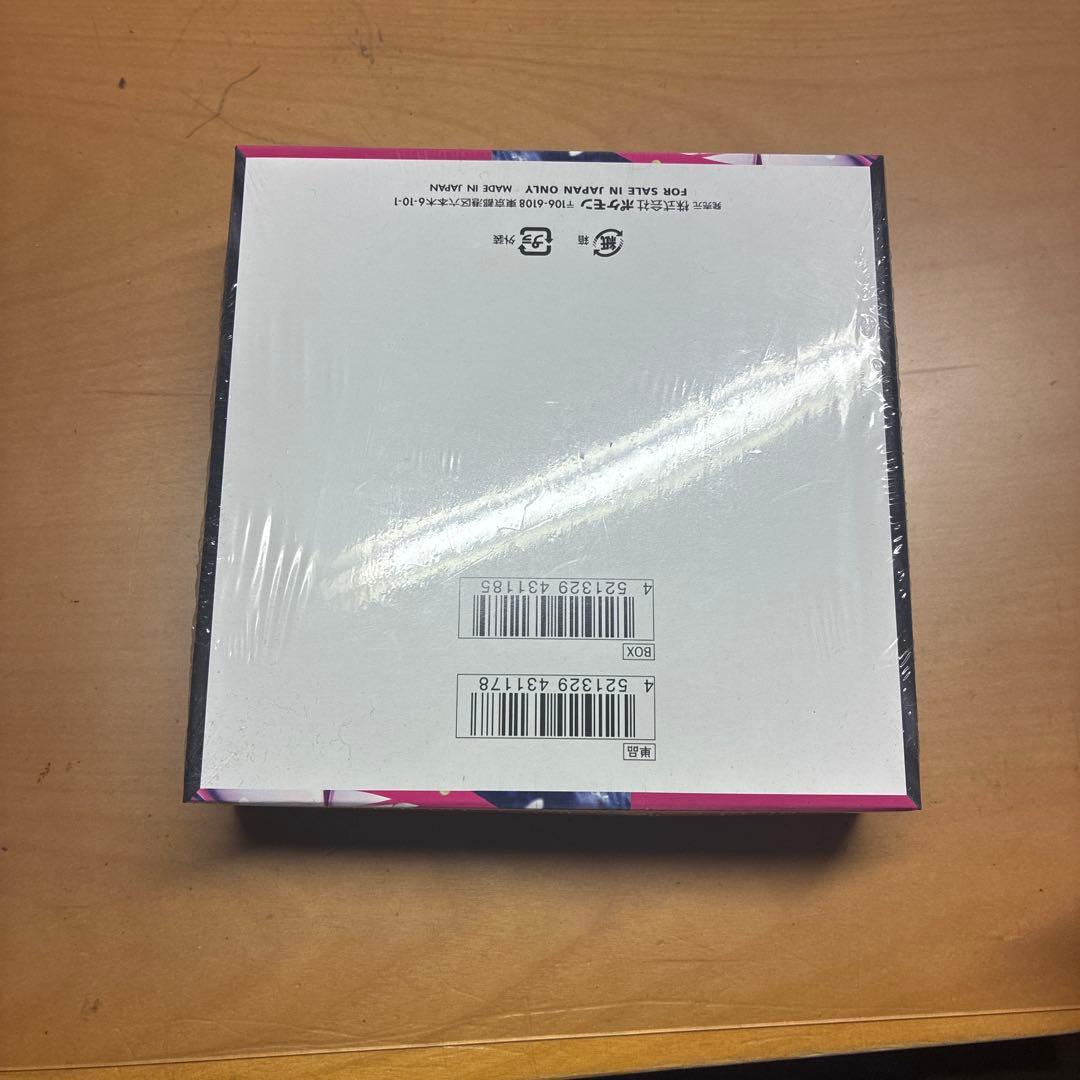 単品
4 521329 431178
BOX
4 521329 431185
紙 箱 プラ 外装
発売元 株式会社ポケモン 〒106-6108 東京都港区六本木6-10-1
FOR SALE IN JAPAN ONLY MADE IN JAPAN